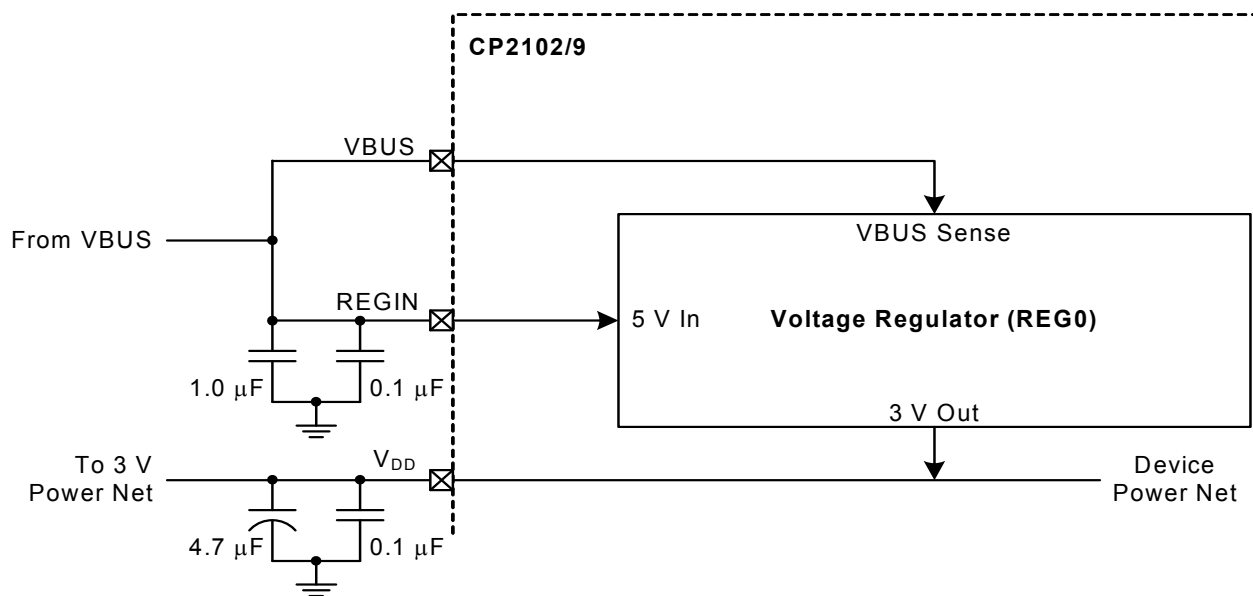 CP2102/9
VBUS
From VBUS
VBUS Sense
REGIN
5 V In
Voltage Regulator (REG0)
1.0 μF
0.1 μF
3 V Out
To 3 V
Power Net
VDD
Device
Power Net
4.7 μF
0.1 μF